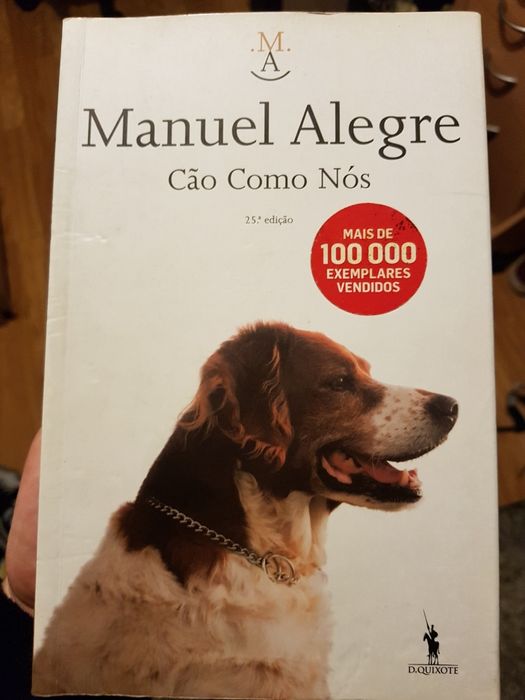 .M.
A
Manuel Alegre
Cão Como Nós
25.ª edição
MAIS DE
100 000
EXEMPLARES
VENDIDOS
D.QUIXOTE